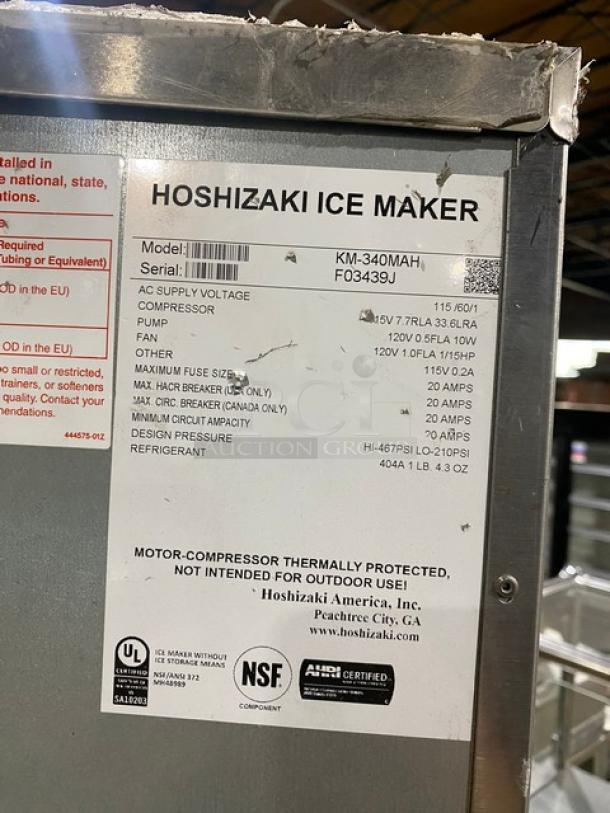 talled in
e national, state,
ations.
Required
Tubing or Equivalent)
OD in the EU)
OD in the EU)
oo small or restricted,
trainers, or softeners
quality. Contact your
mendations.
444575-01Z
HOSHIZAKI ICE MAKER
Model: KM-340MAH
Serial: F03439J
AC SUPPLY VOLTAGE 115 /60/1
COMPRESSOR 15V 7.7RLA 33.6LRA
PUMP 120V 0.5FLA 10W
FAN 120V 1.0FLA 1/15HP
OTHER 115V 0.2A
MAXIMUM FUSE SIZE 20 AMPS
MAX. HACR BREAKER (USA ONLY) 20 AMPS
MAX. CIRC. BREAKER (CANADA ONLY) 20 AMPS
MINIMUM CIRCUIT AMPACITY 20 AMPS
DESIGN PRESSURE HI-467PSI LO-210PSI
REFRIGERANT 404A 1 LB. 4.3 OZ
pci
AUCTION GROUP
MOTOR-COMPRESSOR THERMALLY PROTECTED,
NOT INTENDED FOR OUTDOOR USE!
Hoshizaki America, Inc.
Peachtree City, GA
www.hoshizaki.com
UL
CERTIFIED
SA10203
ICE MAKER WITHOUT
ICE STORAGE MEANS
NSF/ANSI 372
MH48989
NSF
COMPONENT
AHRI CERTIFIED